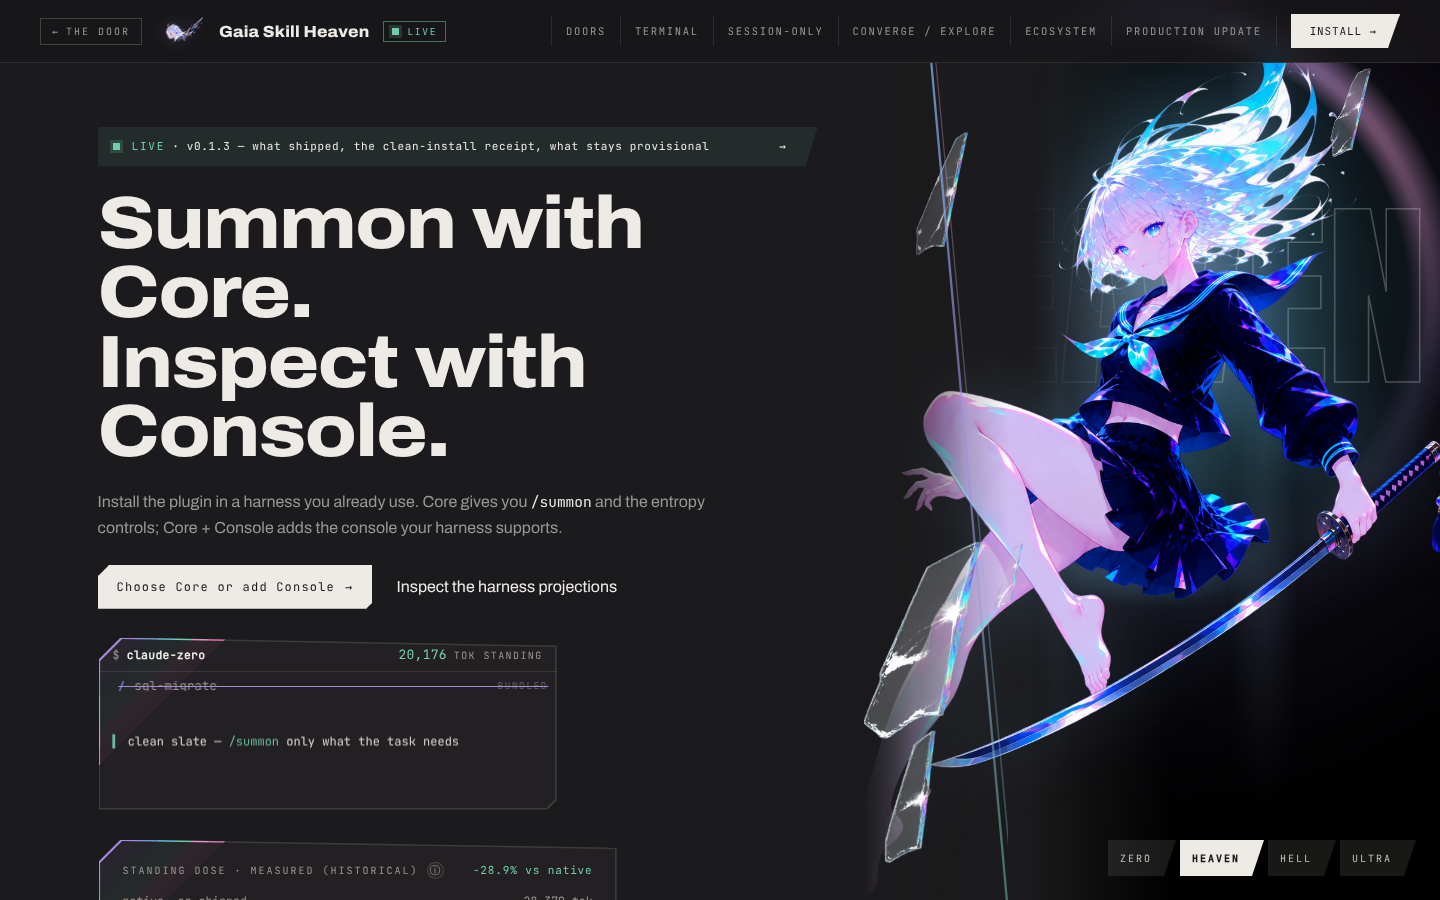 ← THE DOOR
Gaia Skill Heaven
LIVE
DOORS
TERMINAL
SESSION-ONLY
CONVERGE / EXPLORE
ECOSYSTEM
PRODUCTION UPDATE
INSTALL →
LIVE · v0.1.3 — what shipped, the clean-install receipt, what stays provisional →
Summon with
Core.
Inspect with
Console.
Install the plugin in a harness you already use. Core gives you /summon and the entropy
controls; Core + Console adds the console your harness supports.
Choose Core or add Console →
Inspect the harness projections
$ claude-zero
20,176 TOK STANDING
/ sql-migrate
BUNDLED
clean slate — /summon only what the task needs
STANDING DOSE · MEASURED (HISTORICAL) ⓘ
-28.9% vs native
ZERO
HEAVEN
HELL
ULTRA